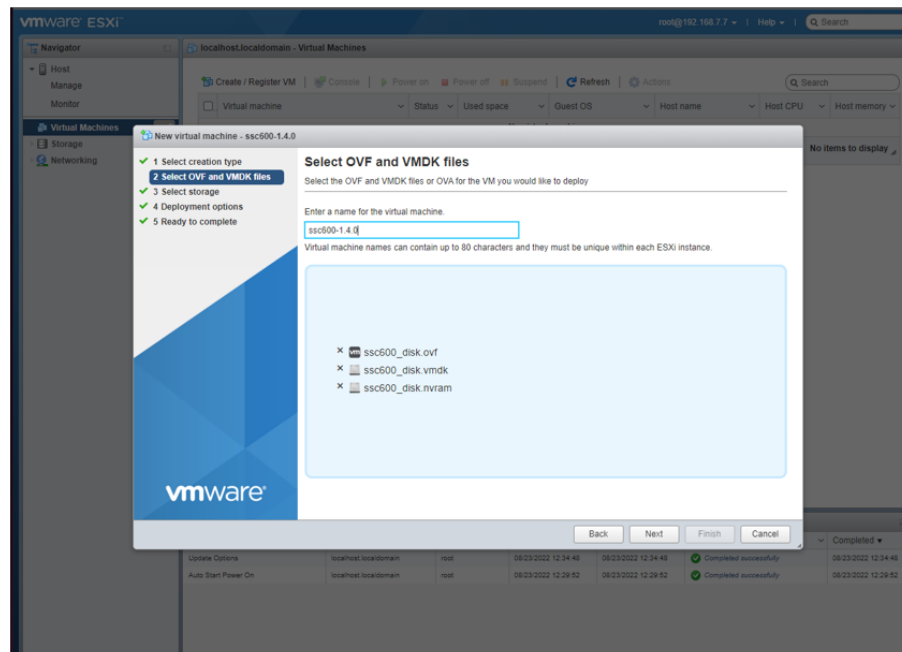 vmware ESXi™
root@192.168.7.7
Help
Search
Navigator
localhost.localdomain - Virtual Machines
Host
Manage
Monitor
Virtual Machines
Storage
Networking
Create / Register VM
Console
Power on
Power off
Suspend
Refresh
Actions
Search
Virtual machine
Status
Used space
Guest OS
Host name
Host CPU
Host memory
No items to display
New virtual machine - ssc600-1.4.0
1 Select creation type
2 Select OVF and VMDK files
3 Select storage
4 Deployment options
5 Ready to complete
vmware®
Select OVF and VMDK files
Select the OVF and VMDK files or OVA for the VM you would like to deploy
Enter a name for the virtual machine.
ssc600-1.4.0
Virtual machine names can contain up to 80 characters and they must be unique within each ESXi instance.
ssc600_disk.ovf
ssc600_disk.vmdk
ssc600_disk.nvram
Back
Next
Finish
Cancel
Completed
Update Options localhost.localdomain root 08/23/2022 12:34:48 08/23/2022 12:34:48 Completed successfully 08/23/2022 12:34:48
Auto Start Power On localhost.localdomain root 08/23/2022 12:29:52 08/23/2022 12:29:52 Completed successfully 08/23/2022 12:29:52